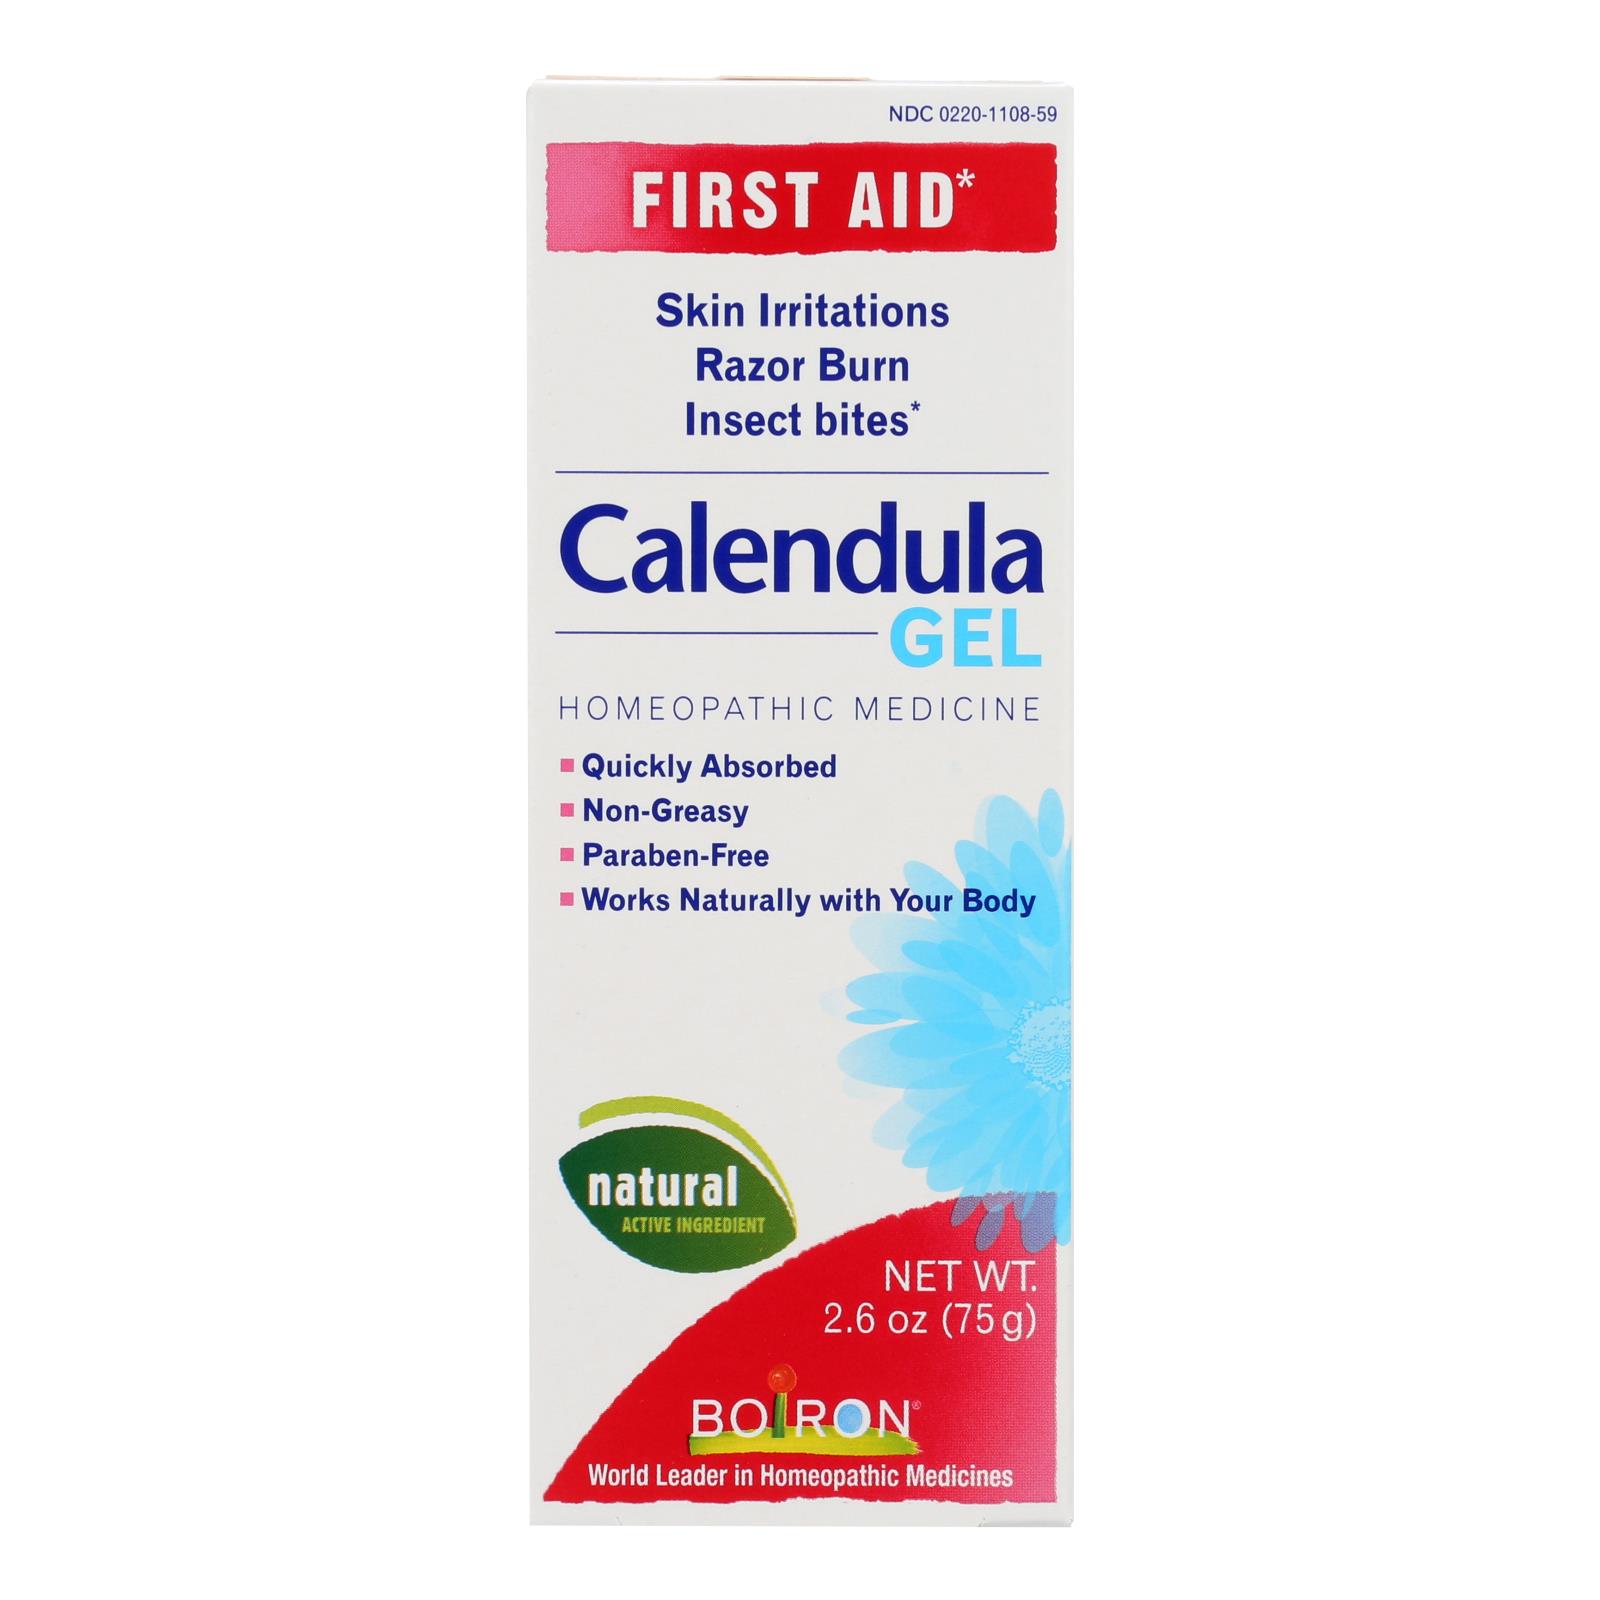 NDC 0220-1108-59
FIRST AID*
Skin Irritations
Razor Burn
Insect bites*
Calendula
GEL
HOMEOPATHIC MEDICINE
Quickly Absorbed
Non-Greasy
Paraben-Free
Works Naturally with Your Body
natural
ACTIVE INGREDIENT
NET WT.
2.6 oz (75 g)
BOIRON®
World Leader in Homeopathic Medicines